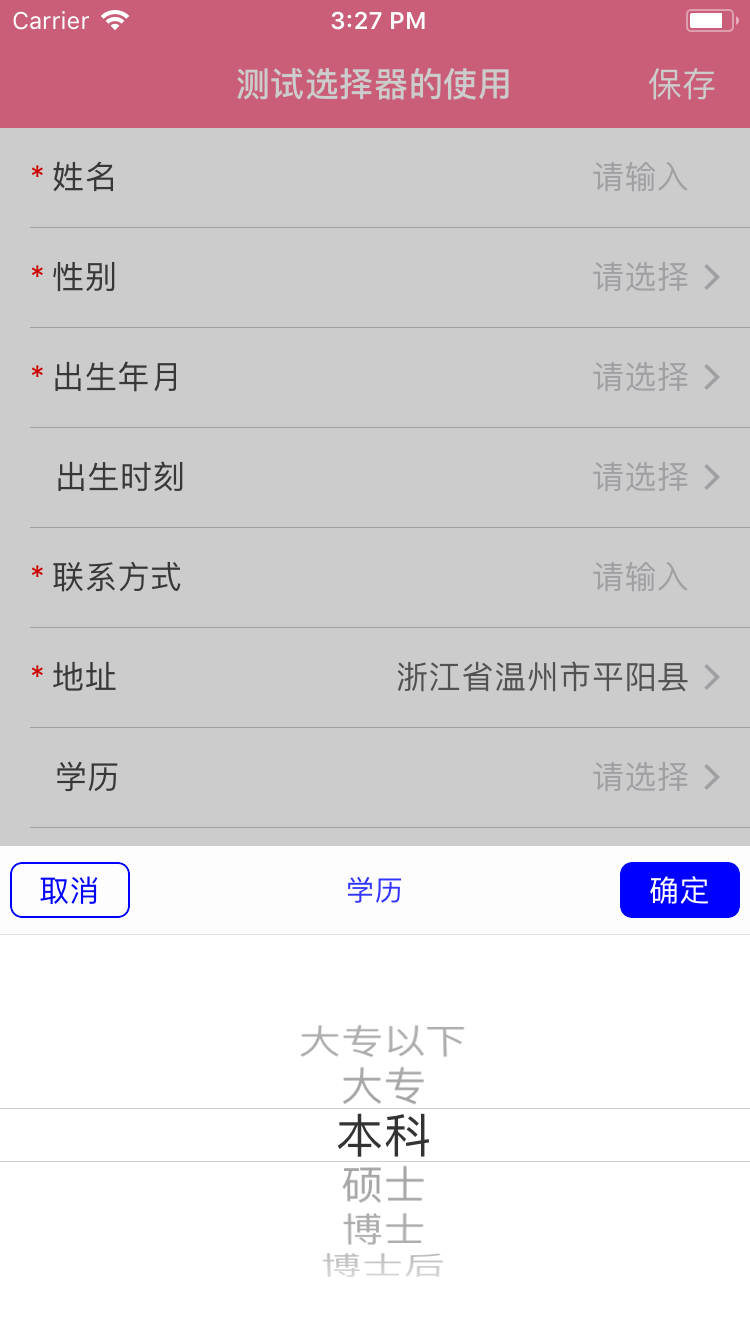 Carrier 3:27 PM
测试选择器的使用 保存
* 姓名 请输入
* 性别 请选择
* 出生年月 请选择
出生时刻 请选择
* 联系方式 请输入
* 地址 浙江省温州市平阳县
学历 请选择
取消 学历 确定
大专以下
大专
本科
硕士
博士
博士后